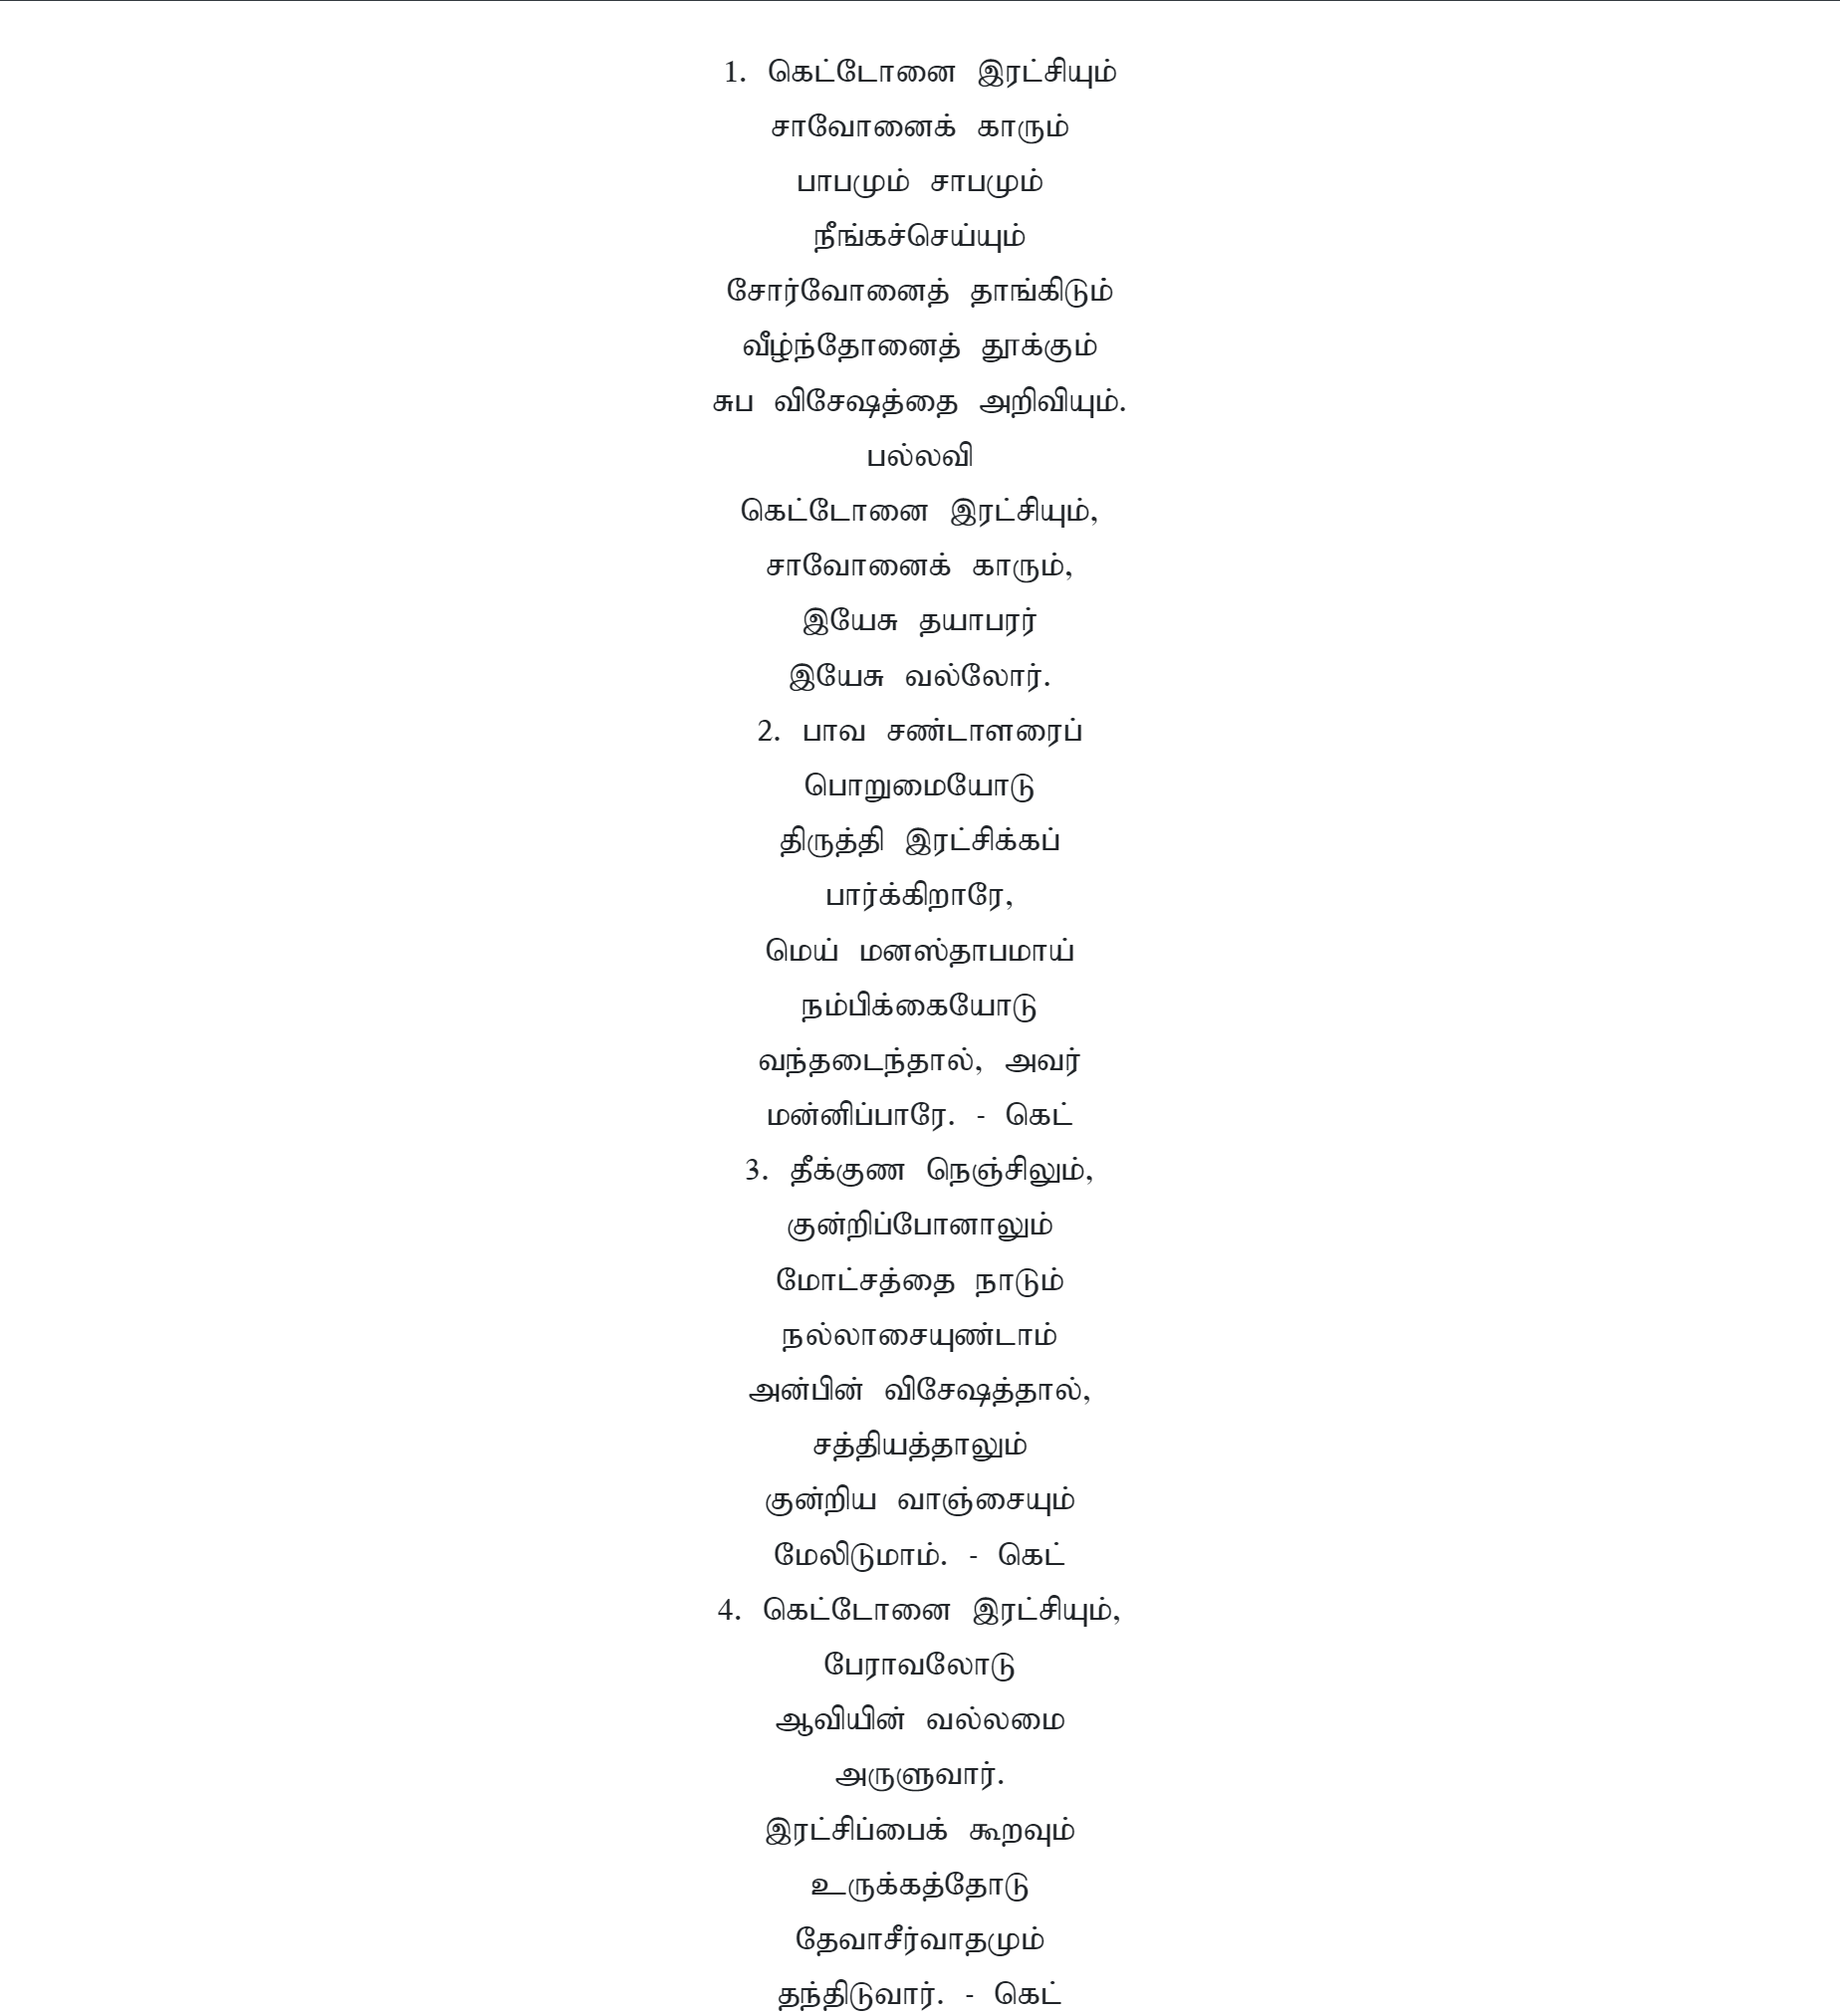 1. கெட்டோனை இரட்சியும்
சாவோனைக் காரும்
பாபமும் சாபமும்
நீங்கச்செய்யும்
சோர்வோனைத் தாங்கிடும்
வீழ்ந்தோனைத் தூக்கும்
சுப விசேஷத்தை அறிவியும்.
பல்லவி
கெட்டோனை இரட்சியும்,
சாவோனைக் காரும்,
இயேசு தயாபரர்
இயேசு வல்லோர்.
2. பாவ சண்டாளரைப்
பொறுமையோடு
திருத்தி இரட்சிக்கப்
பார்க்கிறாரே,
மெய் மனஸ்தாபமாய்
நம்பிக்கையோடு
வந்தடைந்தால், அவர்
மன்னிப்பாரே. - கெட்
3. தீக்குண நெஞ்சிலும்,
குன்றிப்போனாலும்
மோட்சத்தை நாடும்
நல்லாசையுண்டாம்
அன்பின் விசேஷத்தால்,
சத்தியத்தாலும்
குன்றிய வாஞ்சையும்
மேலிடுமாம். - கெட்
4. கெட்டோனை இரட்சியும்,
பேராவலோடு
ஆவியின் வல்லமை
அருளுவார்.
இரட்சிப்பைக் கூறவும்
உருக்கத்தோடு
தேவாசீர்வாதமும்
தந்திடுவார். - கெட்